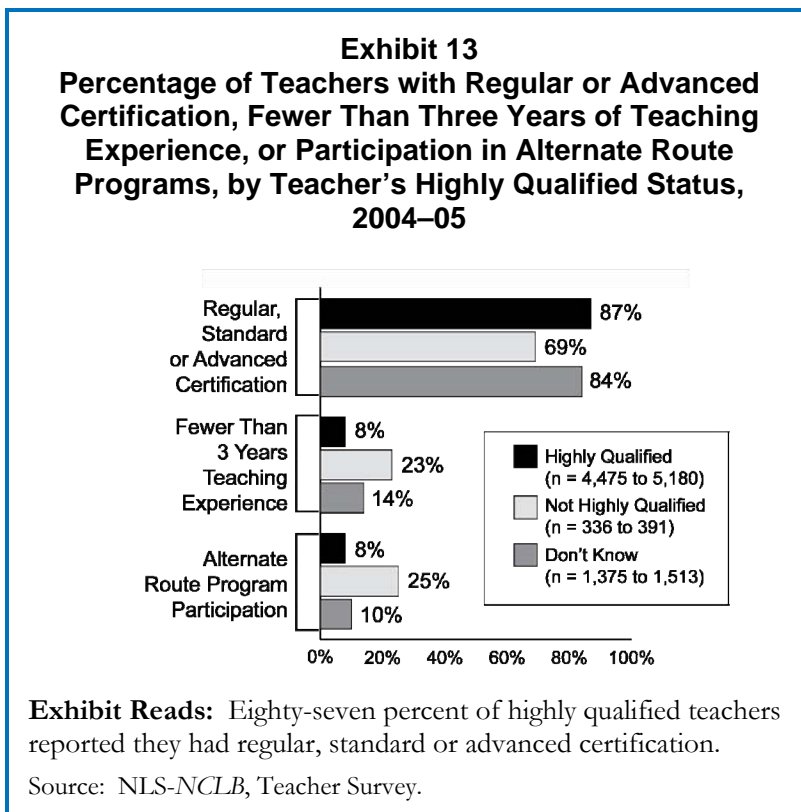 Exhibit 13
Percentage of Teachers with Regular or Advanced
Certification, Fewer Than Three Years of Teaching
Experience, or Participation in Alternate Route
Programs, by Teacher’s Highly Qualified Status,
2004–05
Regular,
Standard
or Advanced
Certification
87%
69%
84%
Fewer Than
3 Years
Teaching
Experience
8%
23%
14%
Alternate
Route Program
Participation
8%
25%
10%
Highly Qualified
(n = 4,475 to 5,180)
Not Highly Qualified
(n = 336 to 391)
Don't Know
(n = 1,375 to 1,513)
0% 20% 40% 60% 80% 100%
Exhibit Reads: Eighty-seven percent of highly qualified teachers
reported they had regular, standard or advanced certification.
Source: NLS-NCLB, Teacher Survey.